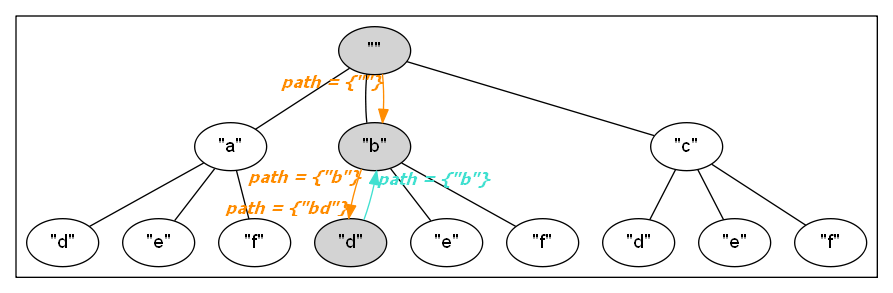 ""
path = {""}
"a" "b" "c"
path = {"b"} path = {"b"}
path = {"bd"}
"d" "e" "f" "d" "e" "f" "d" "e" "f"